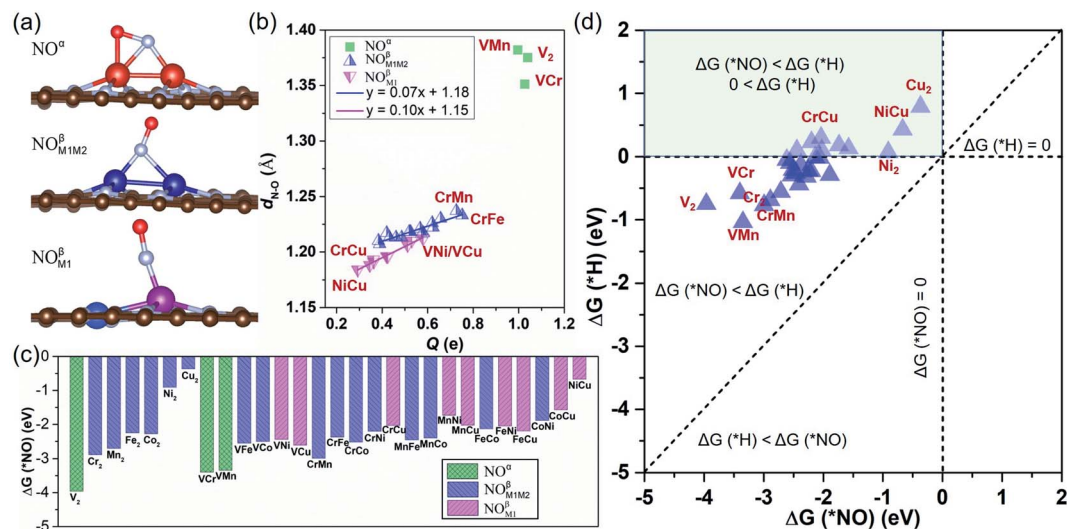 (a)
NOα
NOβM1M2
NOβM1
(b)
1.40
1.35
1.30
1.25
1.20
1.15
dN-O (Å)
NOα
NOβM1M2
NOβM1
y = 0.07x + 1.18
y = 0.10x + 1.15
VMn
V2
VCr
CrMn
CrFe
CrCu
VNi/VCu
NiCu
0.2 0.4 0.6 0.8 1.0 1.2
Q (e)
(c)
0
-1
-2
-3
-4
-5
ΔG (*NO) (eV)
V2
Cr2
Mn2
Fe2
Co2
Ni2
Cu2
VCr
VMn
VFe
VCo
VNi
VCu
CrMn
CrFe
CrCo
CrNi
CrCu
MnFe
MnCo
MnNi
MnCu
FeCo
FeNi
FeCu
CoNi
CoCu
NiCu
NOα
NOβM1M2
NOβM1
(d)
2
1
0
-1
-2
-3
-4
-5
ΔG (*H) (eV)
ΔG (*NO) < ΔG (*H)
0 < ΔG (*H)
Cu2
NiCu
CrCu
Ni2
ΔG (*H) = 0
VCr
V2
Cr2
CrMn
VMn
ΔG (*NO) < ΔG (*H)
ΔG (*NO) = 0
ΔG (*H) < ΔG (*NO)
-5 -4 -3 -2 -1 0 1 2
ΔG (*NO) (eV)